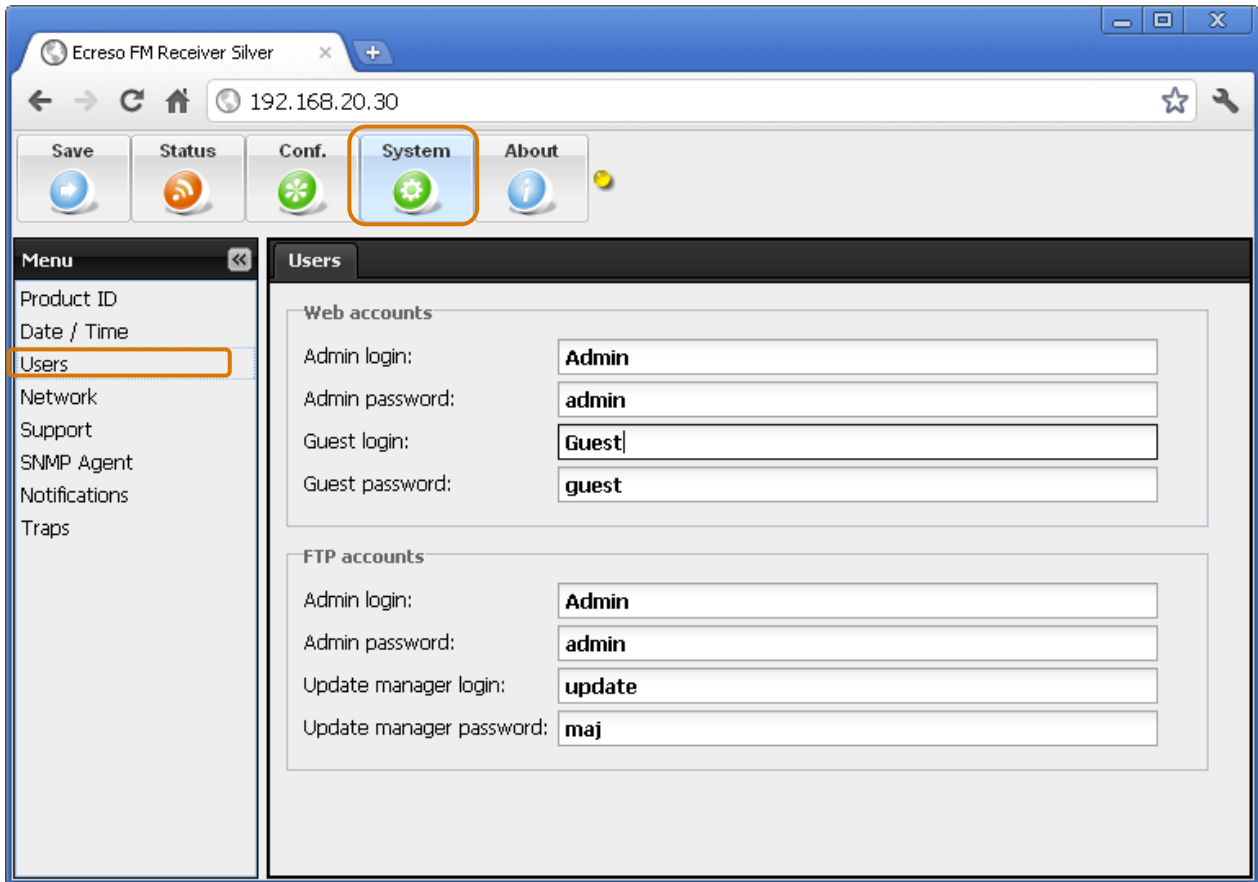 Ecreso FM Receiver Silver
192.168.20.30
Save Status Conf. System About
Menu
Users
Product ID
Date / Time
Users
Network
Support
SNMP Agent
Notifications
Traps
Web accounts
Admin login: Admin
Admin password: admin
Guest login: Guest
Guest password: guest
FTP accounts
Admin login: Admin
Admin password: admin
Update manager login: update
Update manager password: maj